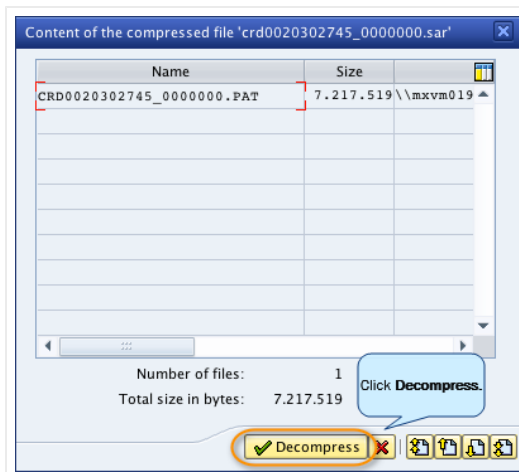 Content of the compressed file 'crd0020302745_0000000.sar'
Name Size
CRD0020302745_0000000.PAT 7.217.519 \\mxvm019
Number of files: 1
Total size in bytes: 7.217.519
Click Decompress.
Decompress